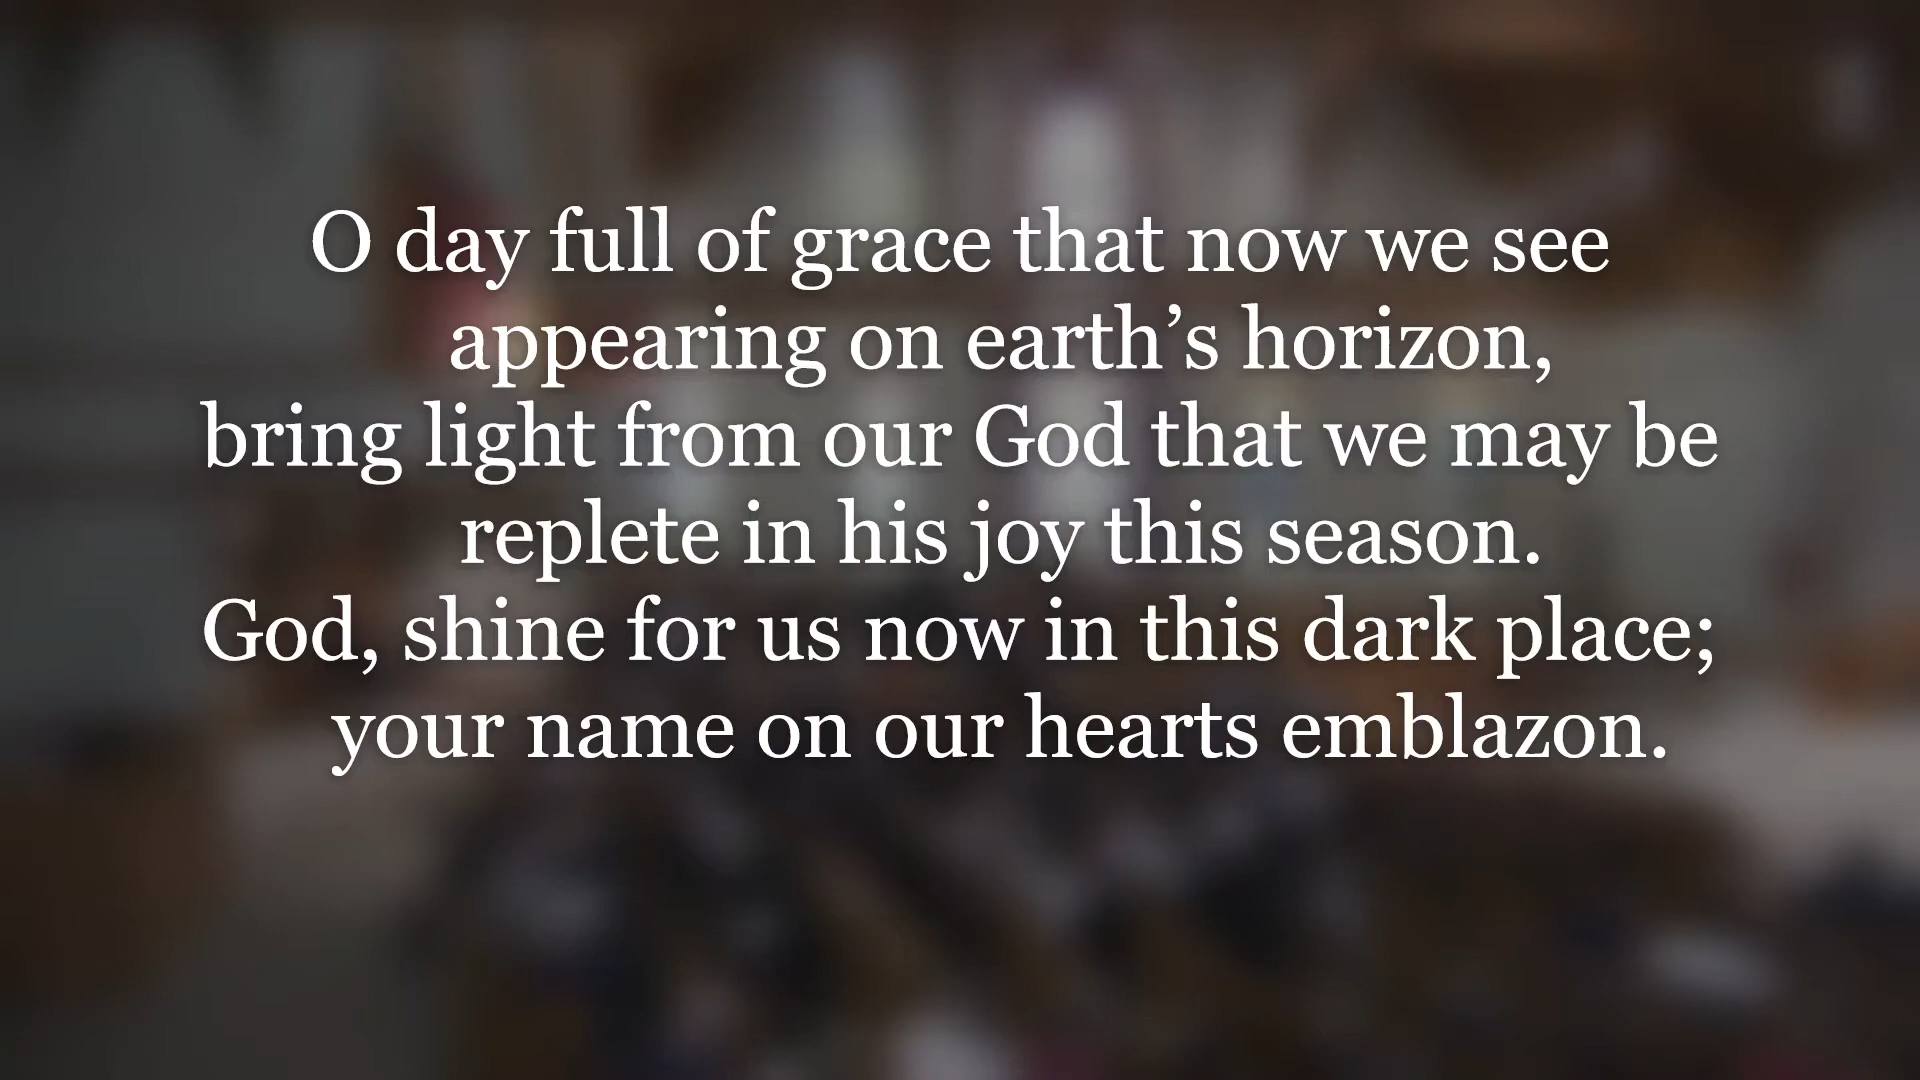 O day full of grace that now we see
appearing on earth’s horizon,
bring light from our God that we may be
replete in his joy this season.
God, shine for us now in this dark place;
your name on our hearts emblazon.